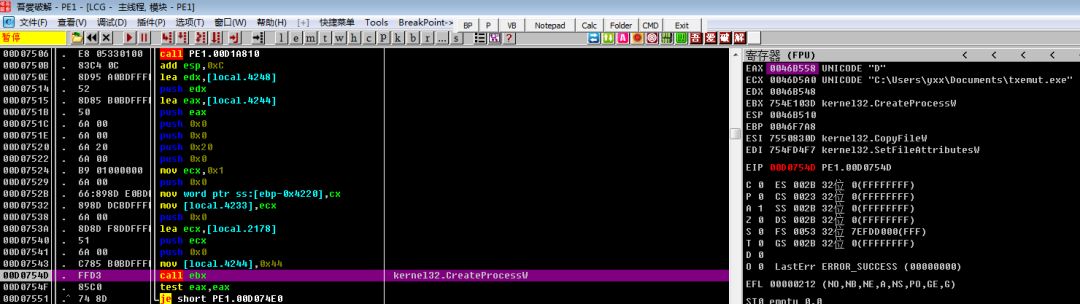 吾爱破解 - PE1 - [LCG - 主线程, 模块 - PE1]
文件(F) 查看(V) 调试(D) 插件(P) 选项(T) 窗口(W) 帮助(H) [+] 快捷菜单 Tools BreakPoint-> BP P VB Notepad Calc Folder CMD Exit
暂停 l e m t w h c P k b r ... s ? 吾 爱 破 解
00D07506 . E8 05330100 call PE1.00D1A810
00D0750B . 83C4 0C add esp,0xC
00D0750E . 8D95 A0BDFFFF lea edx,[local.4248]
00D07514 . 52 push edx
00D07515 . 8D85 B0BDFFFF lea eax,[local.4244]
00D0751B . 50 push eax
00D0751C . 6A 00 push 0x0
00D0751E . 6A 00 push 0x0
00D07520 . 6A 20 push 0x20
00D07522 . 6A 00 push 0x0
00D07524 . B9 01000000 mov ecx,0x1
00D07529 . 6A 00 push 0x0
00D0752B . 66:898D E0BD mov word ptr ss:[ebp-0x4220],cx
00D07532 . 898D DCBDFFFF mov [local.4233],ecx
00D07538 . 6A 00 push 0x0
00D0753A . 8D8D F8DDFFFF lea ecx,[local.2178]
00D07540 . 51 push ecx
00D07541 . 6A 00 push 0x0
00D07543 . C785 B0BDFFFF mov [local.4244],0x44
00D0754D . FFD3 call ebx kernel32.CreateProcessW
00D0754F . 85C0 test eax,eax
00D07551 .^ 74 8D je short PE1.00D074E0
寄存器 (FPU) < < < <
EAX 0046B558 UNICODE "D"
ECX 0046D5A0 UNICODE "C:\Users\yxx\Documents\txemut.exe"
EDX 0046B548
EBX 754E103D kernel32.CreateProcessW
ESP 0046B510
EBP 0046F7A8
ESI 7550830D kernel32.CopyFileW
EDI 754FD4F7 kernel32.SetFileAttributesW
EIP 00D0754D PE1.00D0754D
C 0 ES 002B 32位 0(FFFFFFFF)
P 0 CS 0023 32位 0(FFFFFFFF)
A 1 SS 002B 32位 0(FFFFFFFF)
Z 0 DS 002B 32位 0(FFFFFFFF)
S 0 FS 0053 32位 7EFDD000(FFF)
T 0 GS 002B 32位 0(FFFFFFFF)
D 0
O 0 LastErr ERROR_SUCCESS (00000000)
EFL 00000212 (NO,NB,NE,A,NS,PO,GE,G)
ST0 empty 0.0